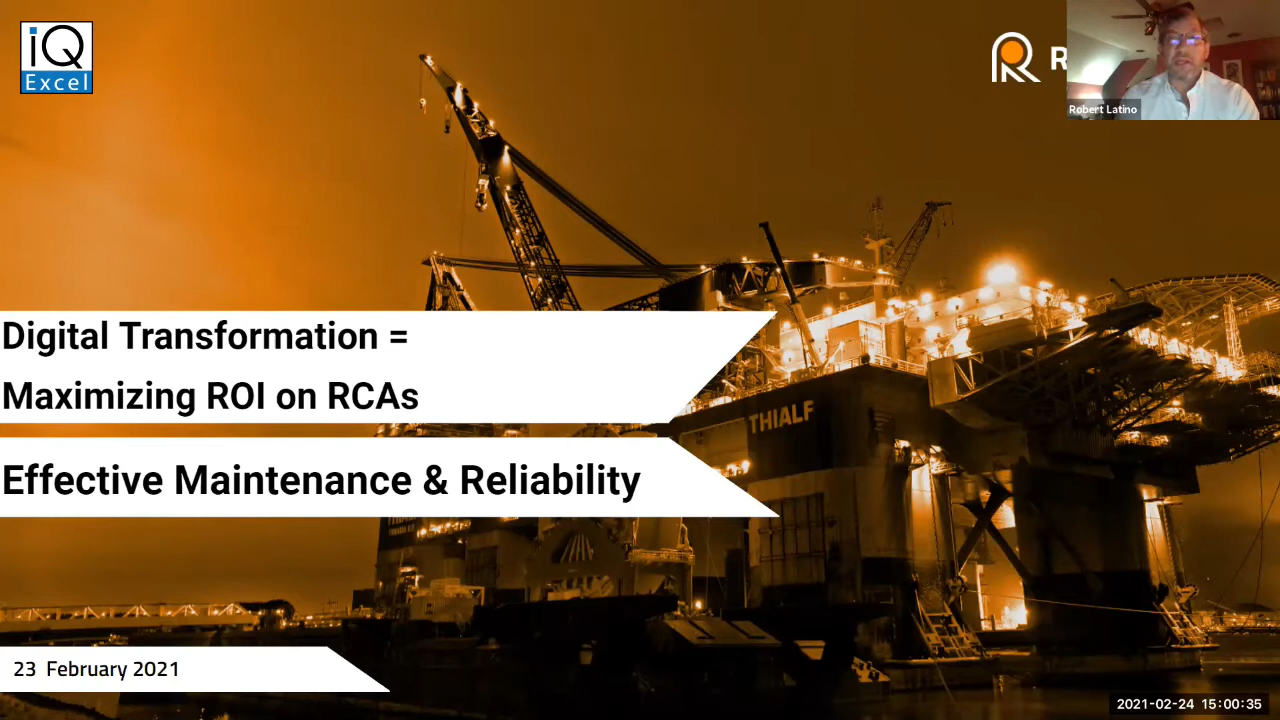 iQ
Excel
R
Robert Latino
Digital Transformation =
Maximizing ROI on RCAs
THIALF
Effective Maintenance & Reliability
23 February 2021
2021-02-24 15:00:35